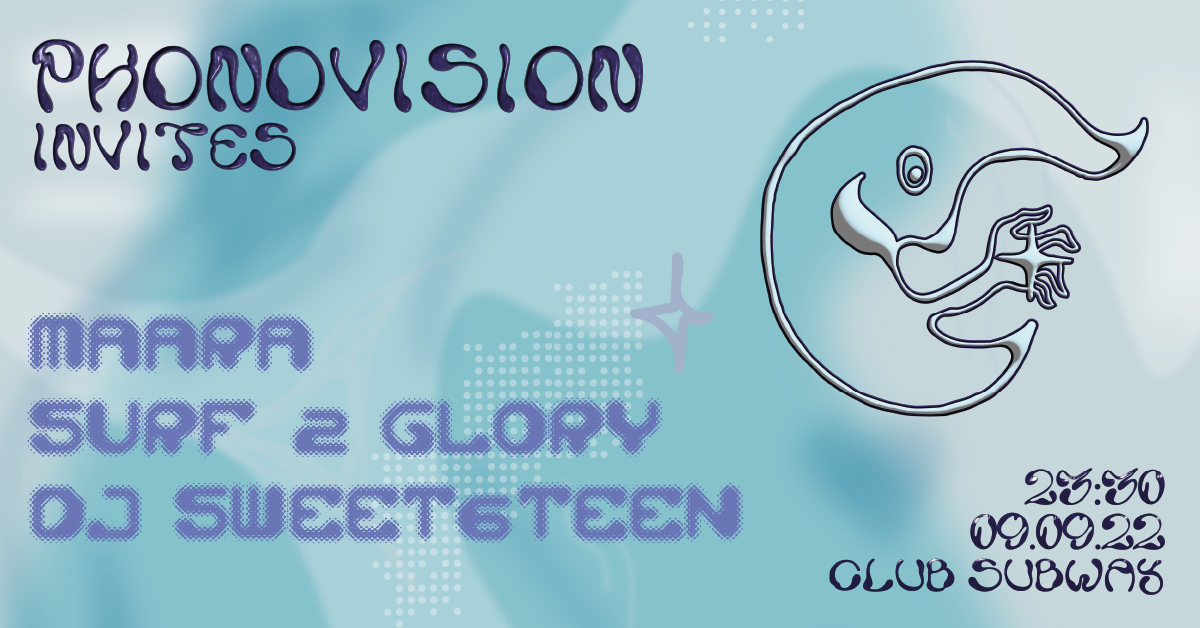 PHONOVISION
INVITES
MAARA
SURF 2 GLORY
DJ SWEET6TEEN
23:30
09.09.22
CLUB SUBWAY